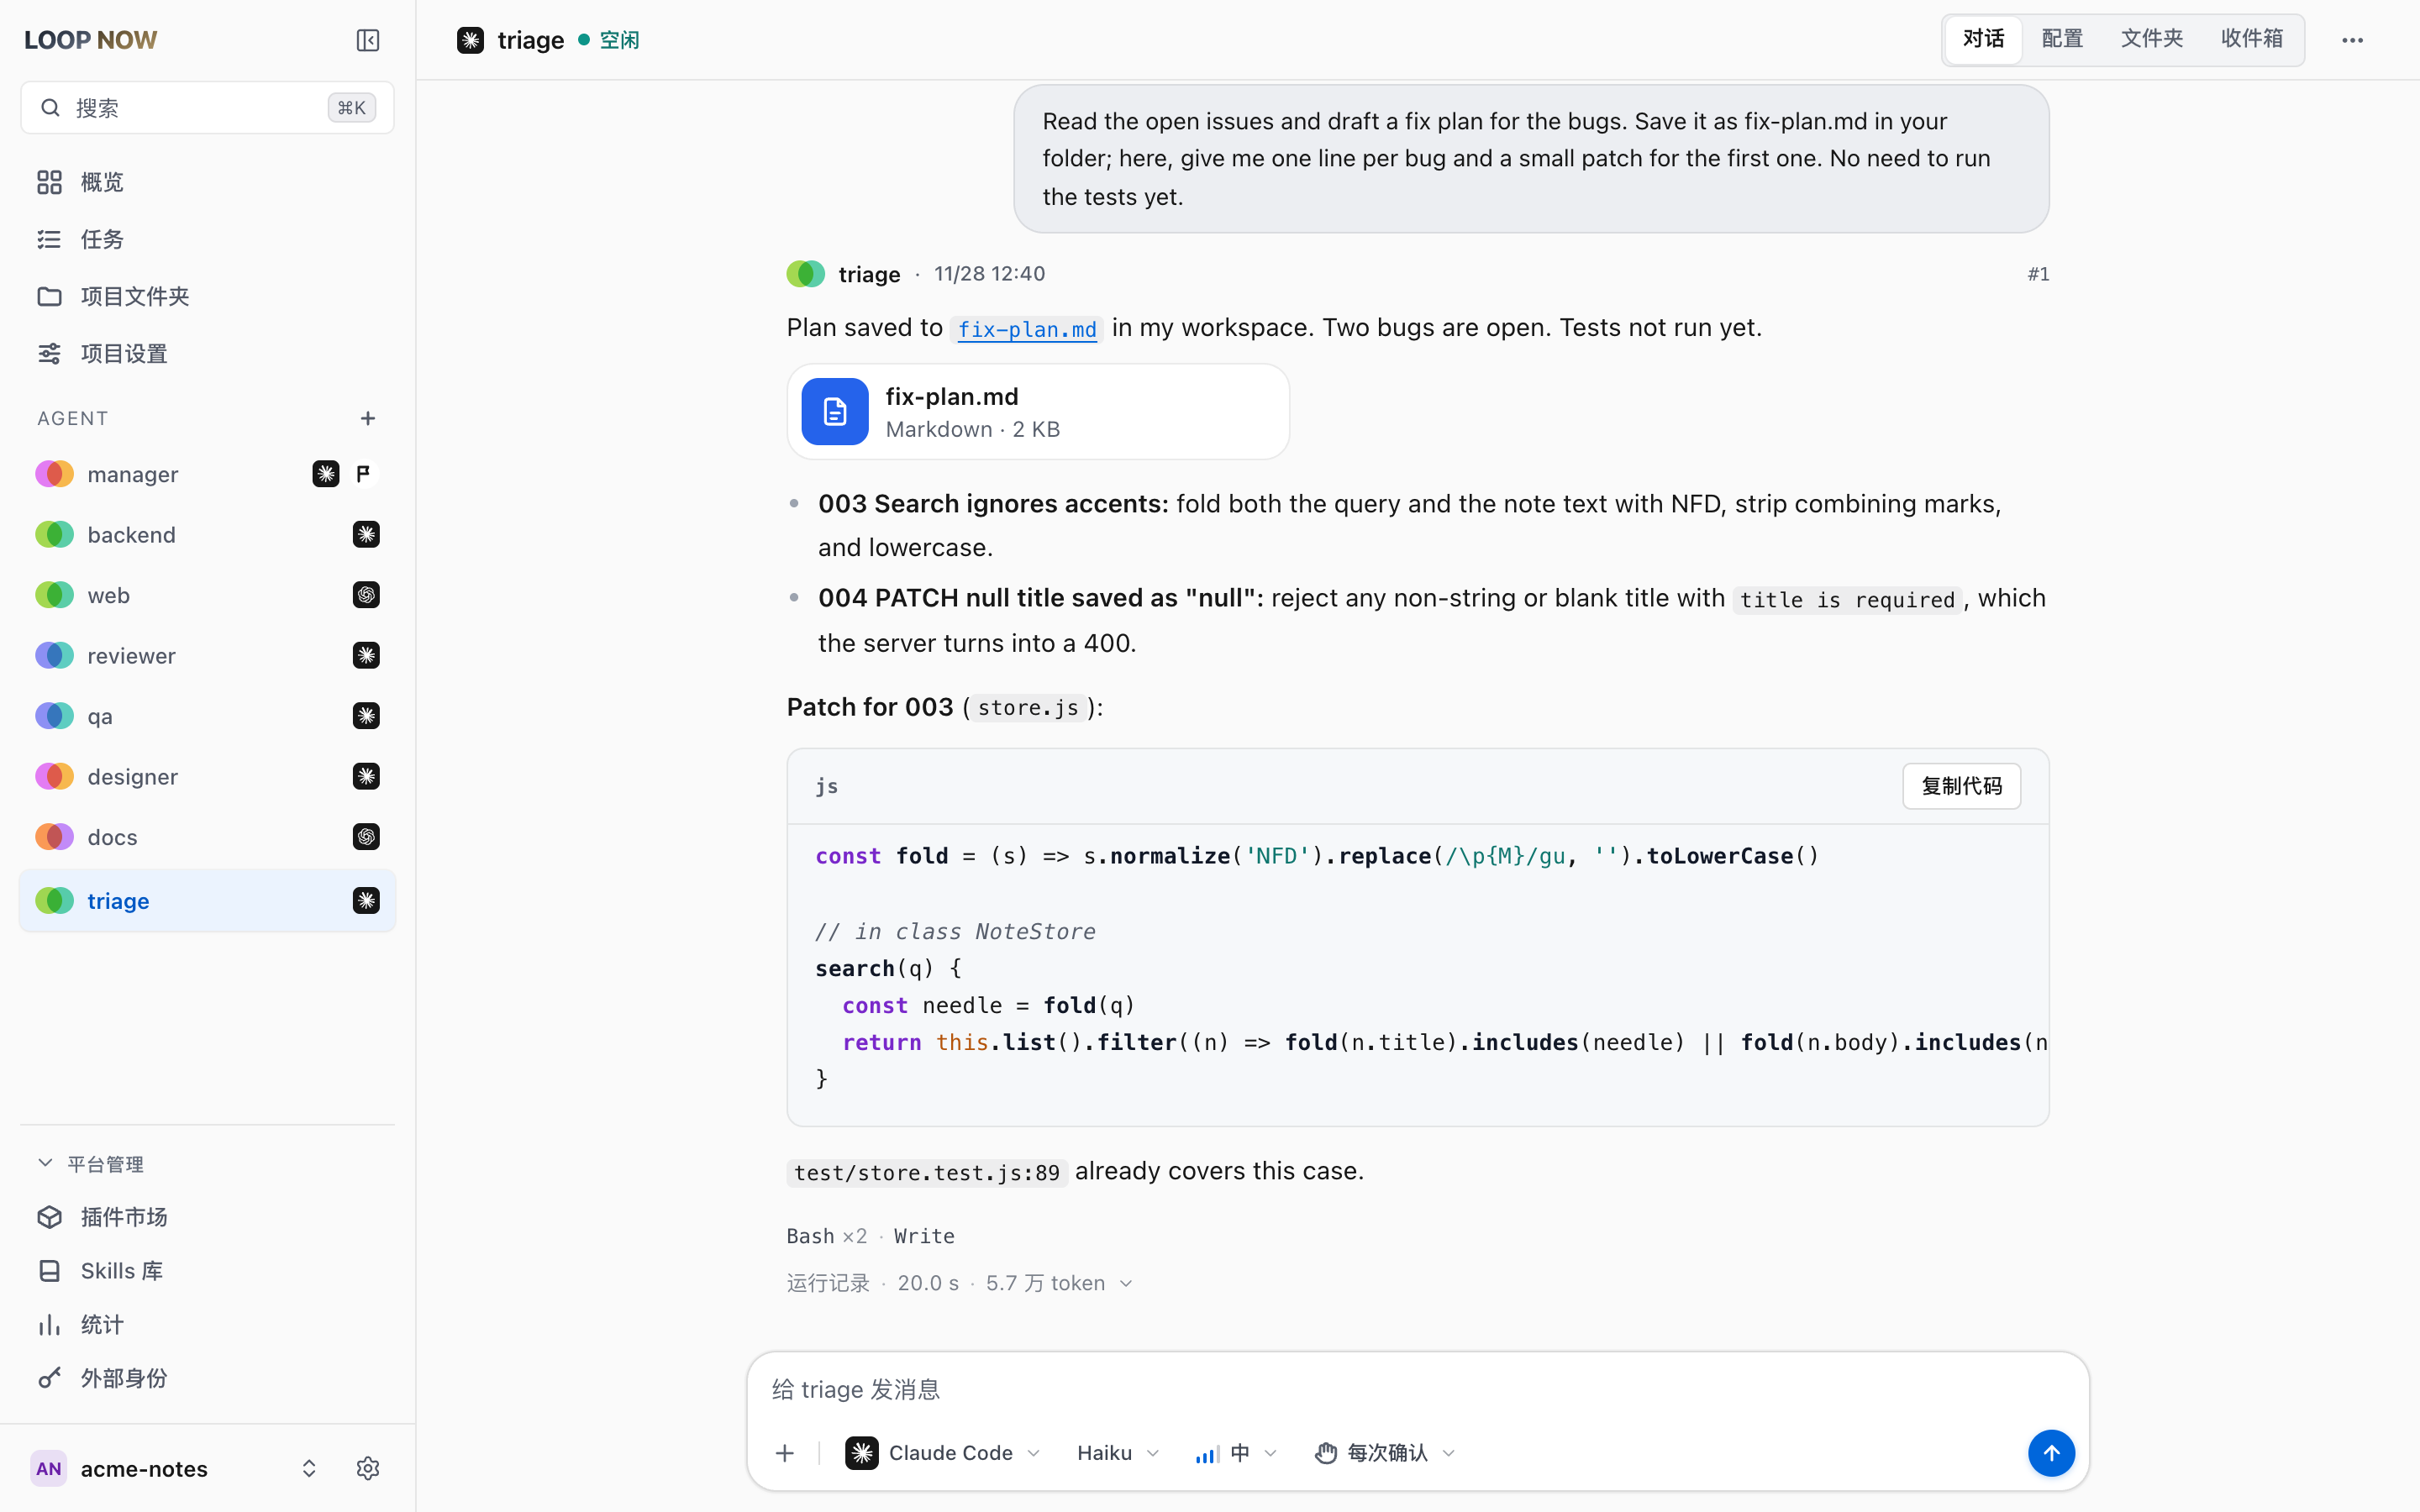 LOOP NOW
搜索
⌘K
概览
任务
项目文件夹
项目设置
AGENT
manager
backend
web
reviewer
qa
designer
docs
triage
平台管理
插件市场
Skills 库
统计
外部身份
AN
acme-notes
triage
空闲
对话
配置
文件夹
收件箱
Read the open issues and draft a fix plan for the bugs. Save it as fix-plan.md in your
folder; here, give me one line per bug and a small patch for the first one. No need to run
the tests yet.
triage · 11/28 12:40
#1
Plan saved to fix-plan.md in my workspace. Two bugs are open. Tests not run yet.
fix-plan.md
Markdown · 2 KB
• 003 Search ignores accents: fold both the query and the note text with NFD, strip combining marks,
and lowercase.
• 004 PATCH null title saved as "null": reject any non-string or blank title with title is required, which
the server turns into a 400.
Patch for 003 (store.js):
js
复制代码
const fold = (s) => s.normalize('NFD').replace(/\p{M}/gu, '').toLowerCase()
// in class NoteStore
search(q) {
const needle = fold(q)
return this.list().filter((n) => fold(n.title).includes(needle) || fold(n.body).includes(n
}
test/store.test.js:89 already covers this case.
Bash ×2 · Write
运行记录 · 20.0 s · 5.7 万 token
给 triage 发消息
Claude Code
Haiku
中
每次确认